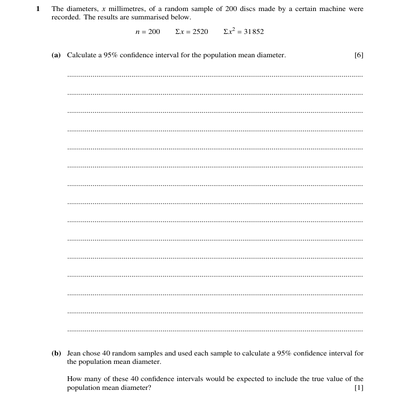 1 The diameters, x millimetres, of a random sample of 200 discs made by a certain machine were
recorded. The results are summarised below.
n = 200 Σx = 2520 Σx² = 31852
(a) Calculate a 95% confidence interval for the population mean diameter. [6]
(b) Jean chose 40 random samples and used each sample to calculate a 95% confidence interval for
the population mean diameter.
How many of these 40 confidence intervals would be expected to include the true value of the
population mean diameter? [1]